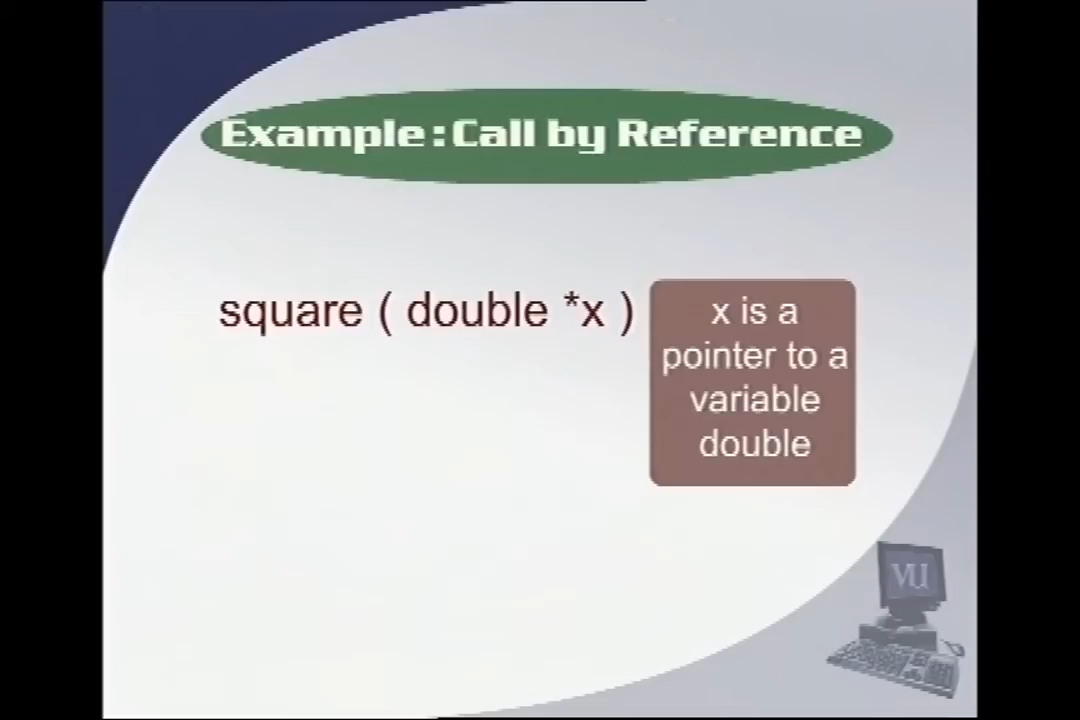 Example:Call by Reference
square ( double *x )
x is a
pointer to a
variable
double
VU